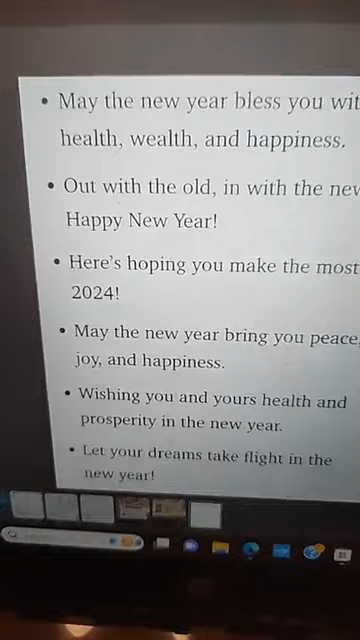 • May the new year bless you wit
health, wealth, and happiness.
• Out with the old, in with the new
Happy New Year!
• Here's hoping you make the most
2024!
• May the new year bring you peace,
joy, and happiness.
• Wishing you and yours health and
prosperity in the new year.
• Let your dreams take flight in the
new year!